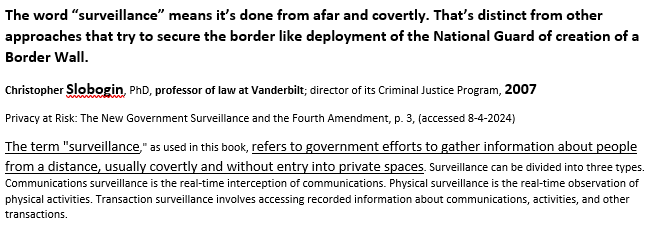 The word “surveillance” means it’s done from afar and covertly. That’s distinct from other
approaches that try to secure the border like deployment of the National Guard of creation of a
Border Wall.
Christopher Slobogin, PhD, professor of law at Vanderbilt; director of its Criminal Justice Program, 2007
Privacy at Risk: The New Government Surveillance and the Fourth Amendment, p. 3, (accessed 8-4-2024)
The term "surveillance," as used in this book, refers to government efforts to gather information about people
from a distance, usually covertly and without entry into private spaces. Surveillance can be divided into three types.
Communications surveillance is the real-time interception of communications. Physical surveillance is the real-time observation of
physical activities. Transaction surveillance involves accessing recorded information about communications, activities, and other
transactions.